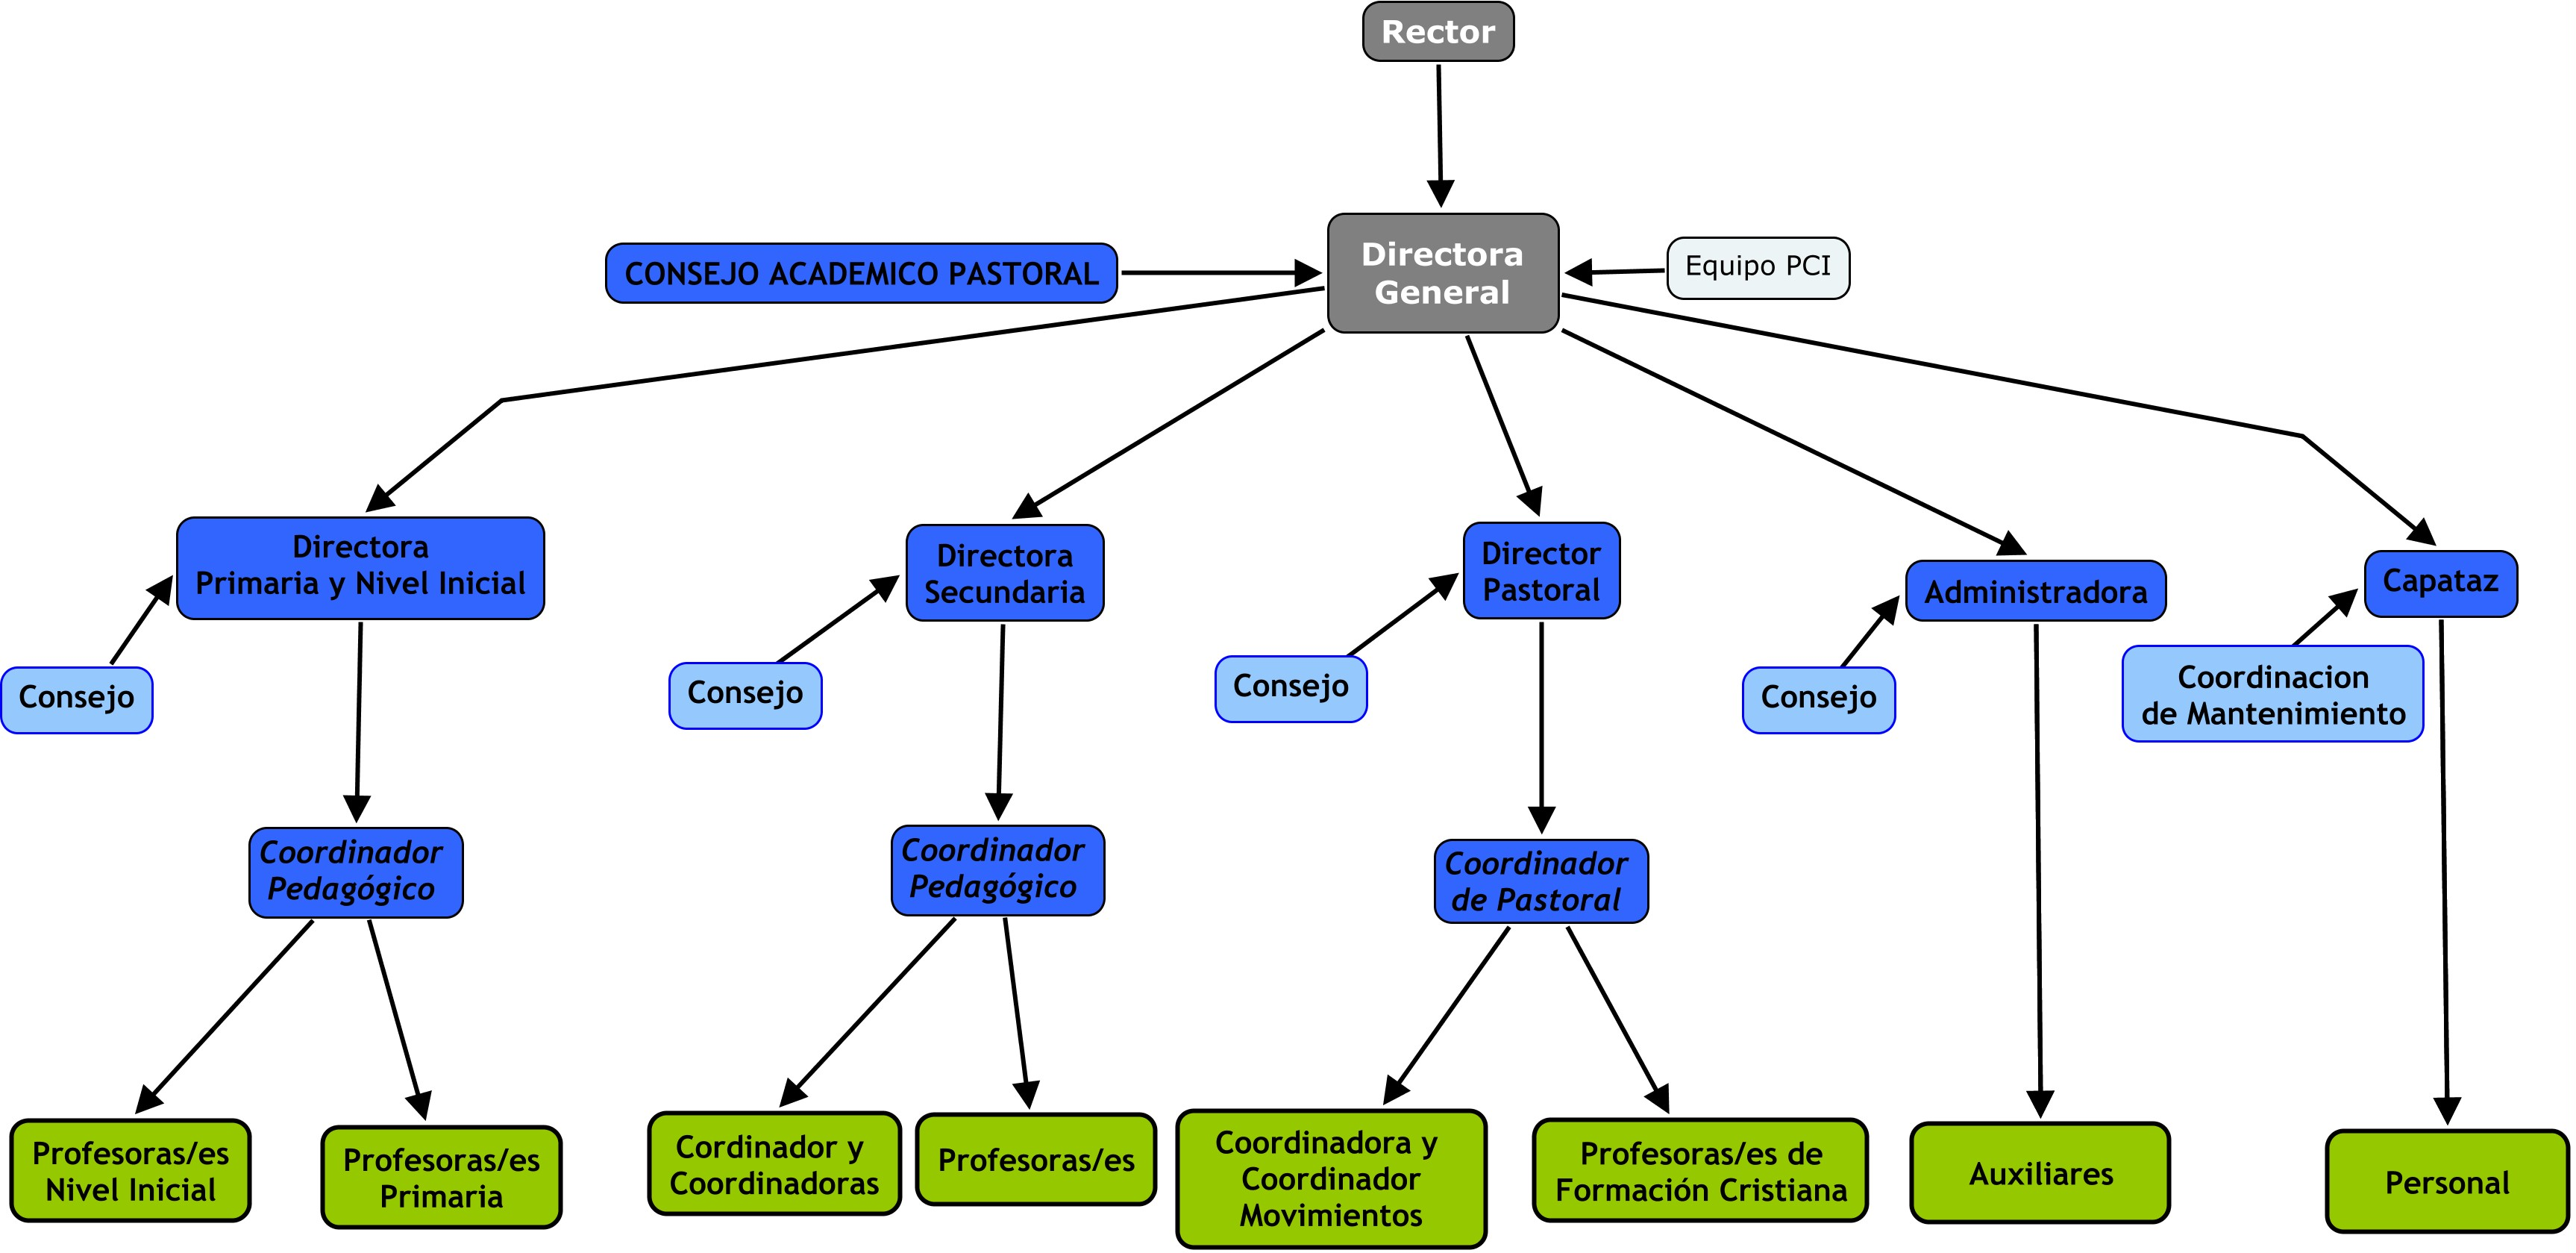 Rector
CONSEJO ACADEMICO PASTORAL
Directora
General
Equipo PCI
Directora
Primaria y Nivel Inicial
Directora
Secundaria
Director
Pastoral
Administradora
Capataz
Consejo
Consejo
Consejo
Consejo
Coordinacion
de Mantenimiento
Coordinador
Pedagógico
Coordinador
Pedagógico
Coordinador
de Pastoral
Profesoras/es
Nivel Inicial
Profesoras/es
Primaria
Cordinador y
Coordinadoras
Profesoras/es
Coordinadora y
Coordinador
Movimientos
Profesoras/es de
Formación Cristiana
Auxiliares
Personal